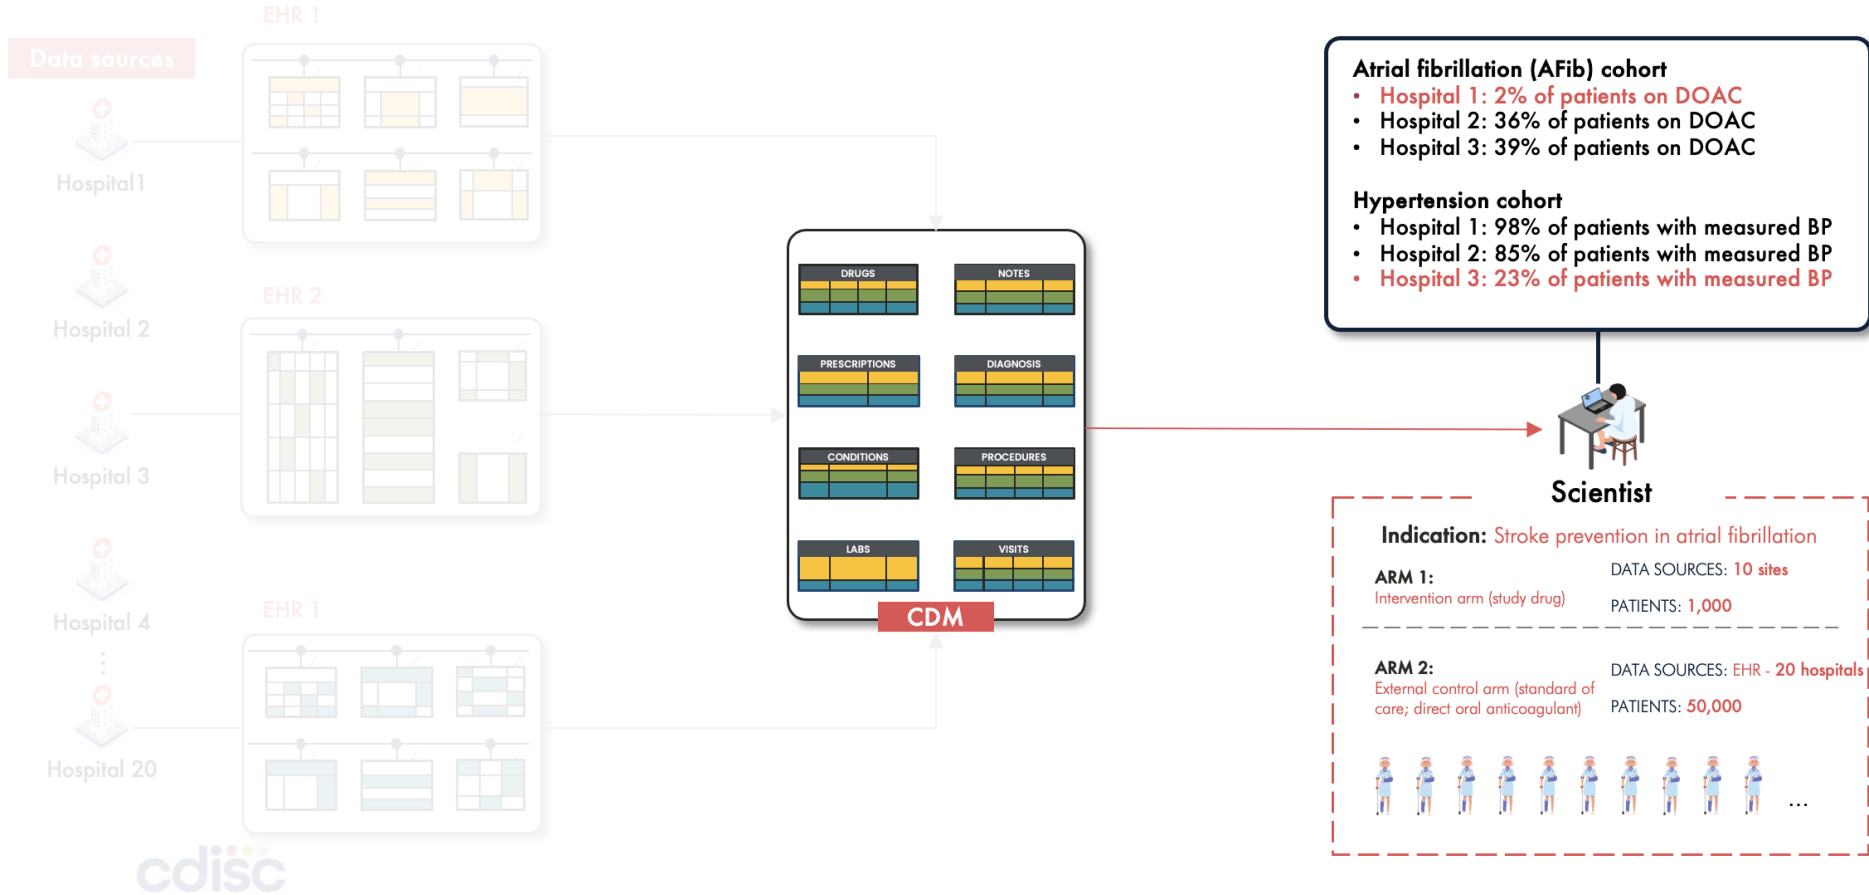 EHR 1
Data sources
Hospital1
Hospital 2
EHR 2
Hospital 3
Hospital 4
EHR 1
Hospital 20
cdisc
DRUGS
NOTES
PRESCRIPTIONS
DIAGNOSIS
CONDITIONS
PROCEDURES
LABS
VISITS
CDM
Atrial fibrillation (AFib) cohort
• Hospital 1: 2% of patients on DOAC
• Hospital 2: 36% of patients on DOAC
• Hospital 3: 39% of patients on DOAC
Hypertension cohort
• Hospital 1: 98% of patients with measured BP
• Hospital 2: 85% of patients with measured BP
• Hospital 3: 23% of patients with measured BP
Scientist
Indication: Stroke prevention in atrial fibrillation
ARM 1:
Intervention arm (study drug)
DATA SOURCES: 10 sites
PATIENTS: 1,000
ARM 2:
External control arm (standard of
care; direct oral anticoagulant)
DATA SOURCES: EHR - 20 hospitals
PATIENTS: 50,000
...